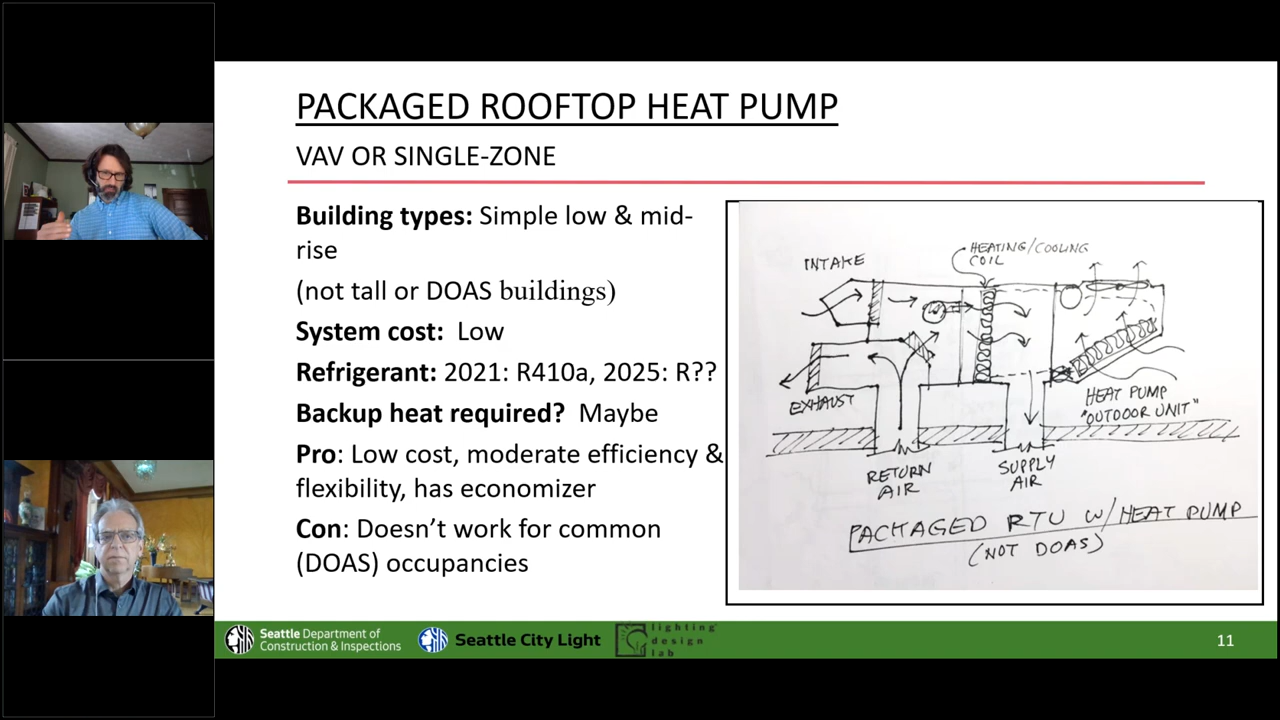 PACKAGED ROOFTOP HEAT PUMP
VAV OR SINGLE-ZONE
Building types: Simple low & mid-
rise
(not tall or DOAS buildings)
System cost: Low
Refrigerant: 2021: R410a, 2025: R??
Backup heat required? Maybe
Pro: Low cost, moderate efficiency &
flexibility, has economizer
Con: Doesn’t work for common
(DOAS) occupancies
INTAKE
HEATING/COOLING
COIL
EXHAUST
HEAT PUMP
"OUTDOOR UNIT"
RETURN
AIR
SUPPLY
AIR
PACKAGED RTU W/HEAT PUMP
(NOT DOAS)
Seattle Department of
Construction & Inspections
Seattle City Light
lighting
design
lab
11